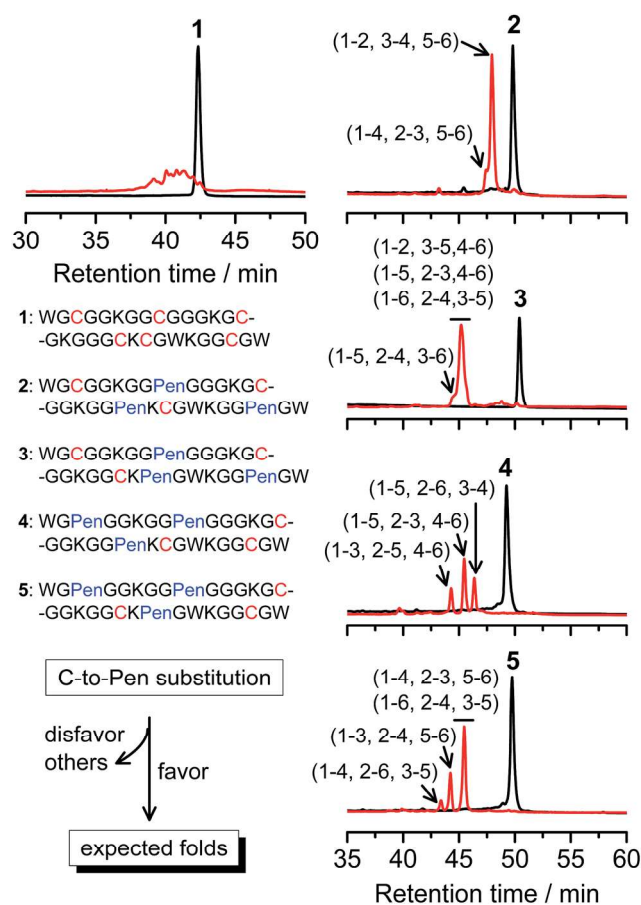 1
30 35 40 45 50
Retention time / min
1: WGCGGKGGCGGGKGC-
-GKGGGCKCGWKGGCGW
2: WGCGGKGGPenGGGKGC-
-GGKGGPenKCGWKGGPenGW
3: WGCGGKGGPenGGGKGC-
-GGKGGCKPenGWKGGPenGW
4: WGPenGGKGGPenGGGKGC-
-GGKGGPenKCGWKGGCGW
5: WGPenGGKGGPenGGGKGC-
-GGKGGCKPenGWKGGCGW
C-to-Pen substitution
disfavor
others
favor
expected folds
(1-2, 3-4, 5-6)
2
(1-4, 2-3, 5-6)
(1-2, 3-5,4-6)
(1-5, 2-3,4-6)
(1-6, 2-4,3-5)
3
(1-5, 2-4, 3-6)
(1-5, 2-6, 3-4)
4
(1-5, 2-3, 4-6)
(1-3, 2-5, 4-6)
5
(1-4, 2-3, 5-6)
(1-6, 2-4, 3-5)
(1-3, 2-4, 5-6)
(1-4, 2-6, 3-5)
35 40 45 50 55 60
Retention time / min